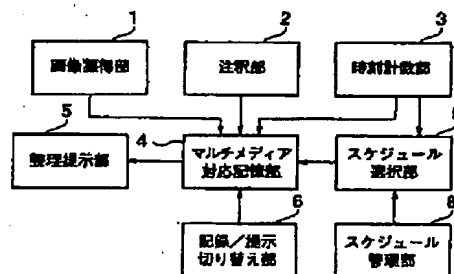 1
2
3
画像獲得部
注釈部
時刻計数部
5
4
整理提示部
マルチメディア
対応記憶部
スケジュール
選択部
6
8
記録/提示
切り替え部
スケジュール
管理部